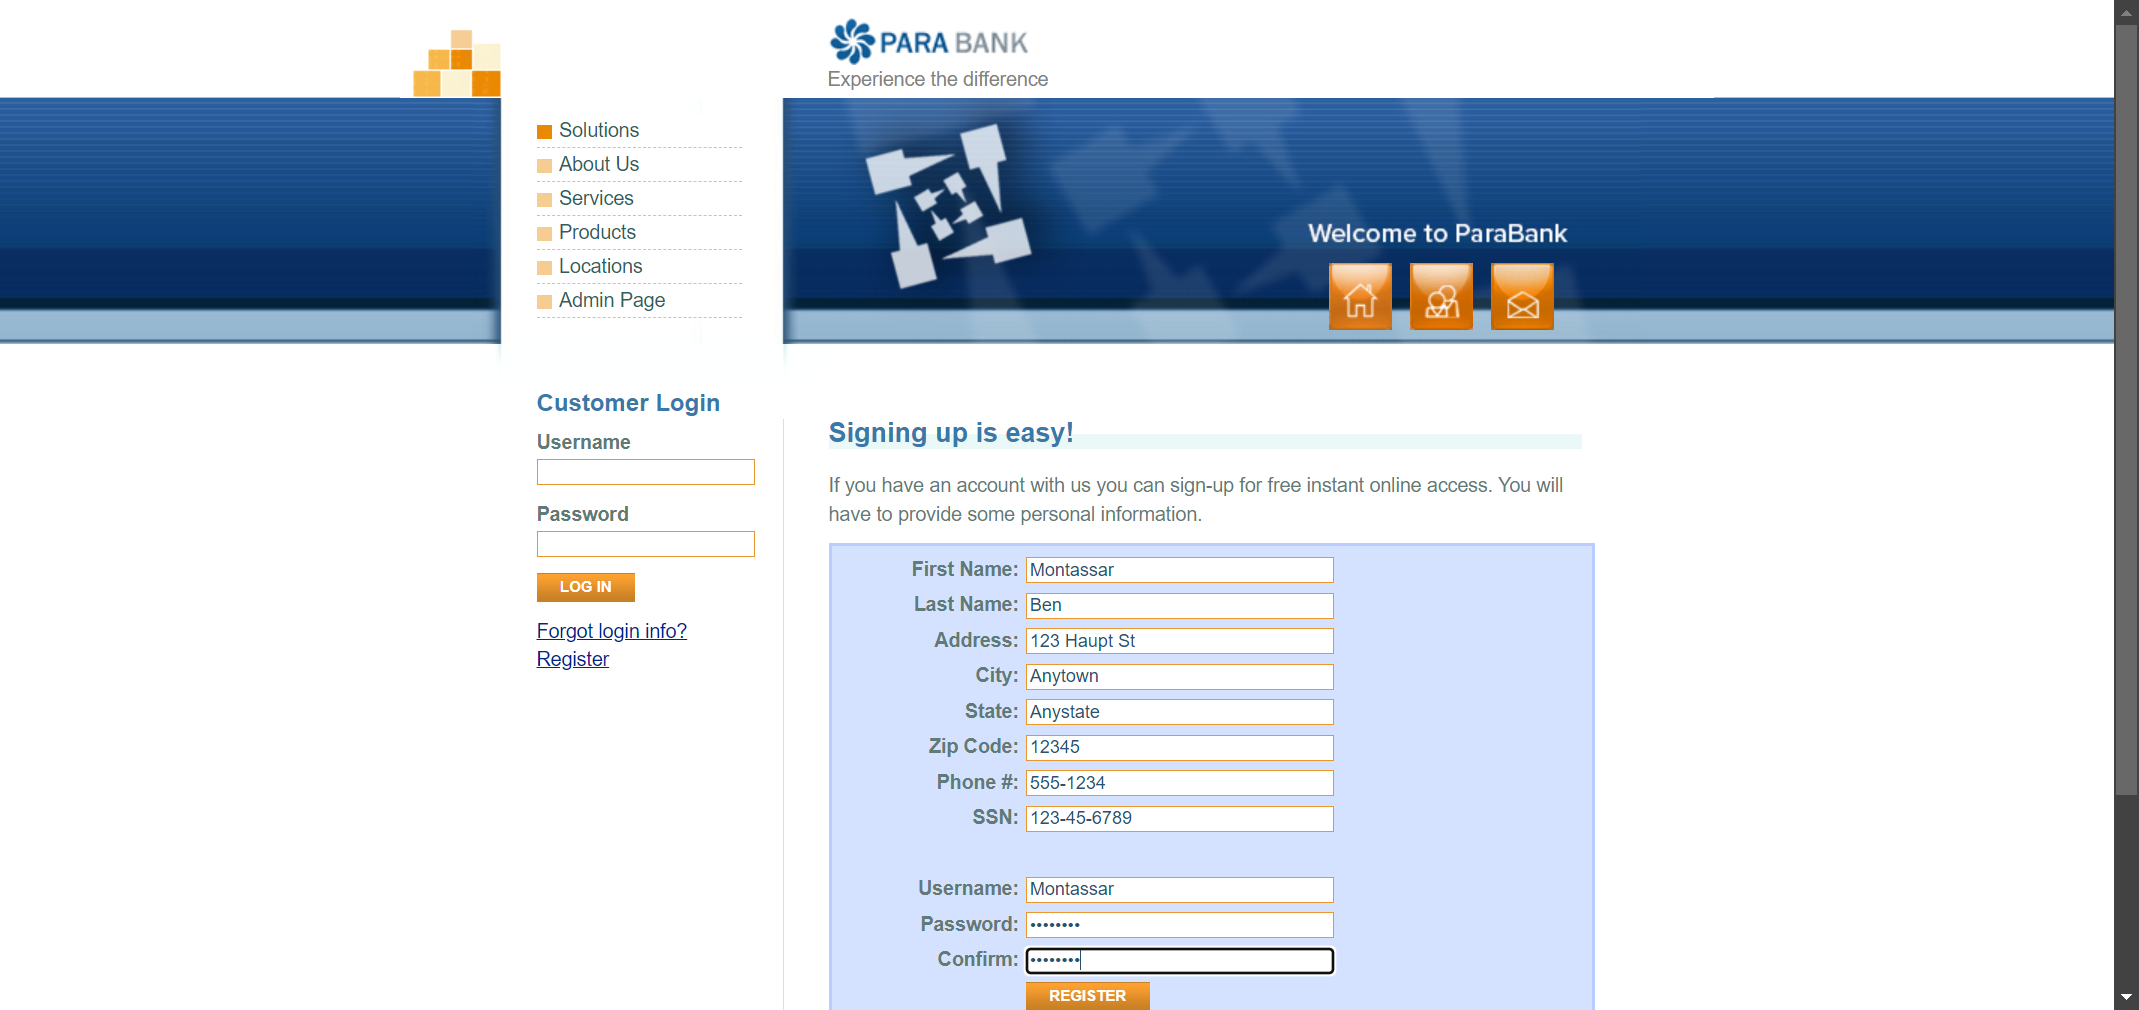 PARA BANK
Experience the difference
Solutions
About Us
Services
Products
Locations
Admin Page
Welcome to ParaBank
Customer Login
Username
Password
LOG IN
Forgot login info?
Register
Signing up is easy!
If you have an account with us you can sign-up for free instant online access. You will
have to provide some personal information.
First Name: Montassar
Last Name: Ben
Address: 123 Haupt St
City: Anytown
State: Anystate
Zip Code: 12345
Phone #: 555-1234
SSN: 123-45-6789
Username: Montassar
Password: ••••••••
Confirm: ••••••••
REGISTER